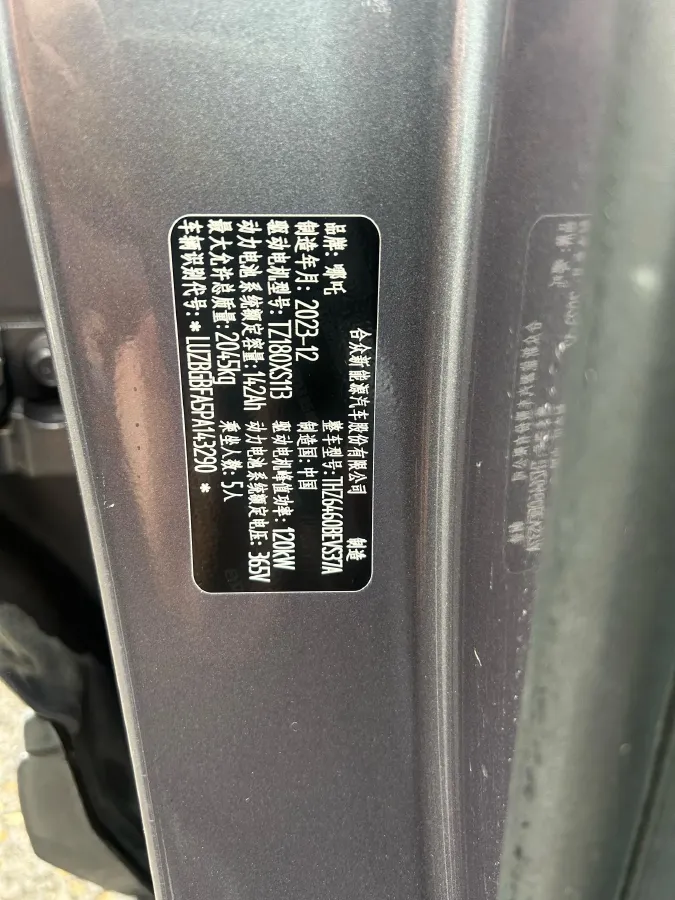 合众新能源汽车股份有限公司 制造
品牌:哪吒 整车型号:THZ6460BEVS37A
制造年月:2023-12 制造国:中国
驱动电机型号:TZ180XS113 驱动电机峰值功率:120kW
动力电池系统额定容量:142Ah 动力电池系统额定电压:365V
最大允许总质量:2045kg 乘坐人数:5人
车辆识别代号:*LUZB5BFA5PA143290*